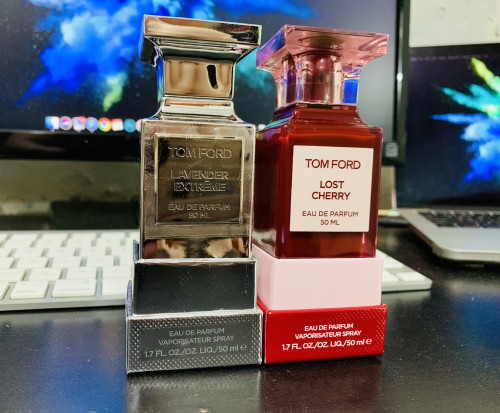 TOM FORD
LAVENDER
EXTRÊME
EAU DE PARFUM
50 ML
EAU DE PARFUM
VAPORISATEUR SPRAY
1.7 FL. OZ./OZ. LIQ./50 ml ℮
TOM FORD
LOST
CHERRY
EAU DE PARFUM
50 ML
EAU DE PARFUM
VAPORISATEUR SPRAY
1.7 FL. OZ./OZ. LIQ./50 ml ℮